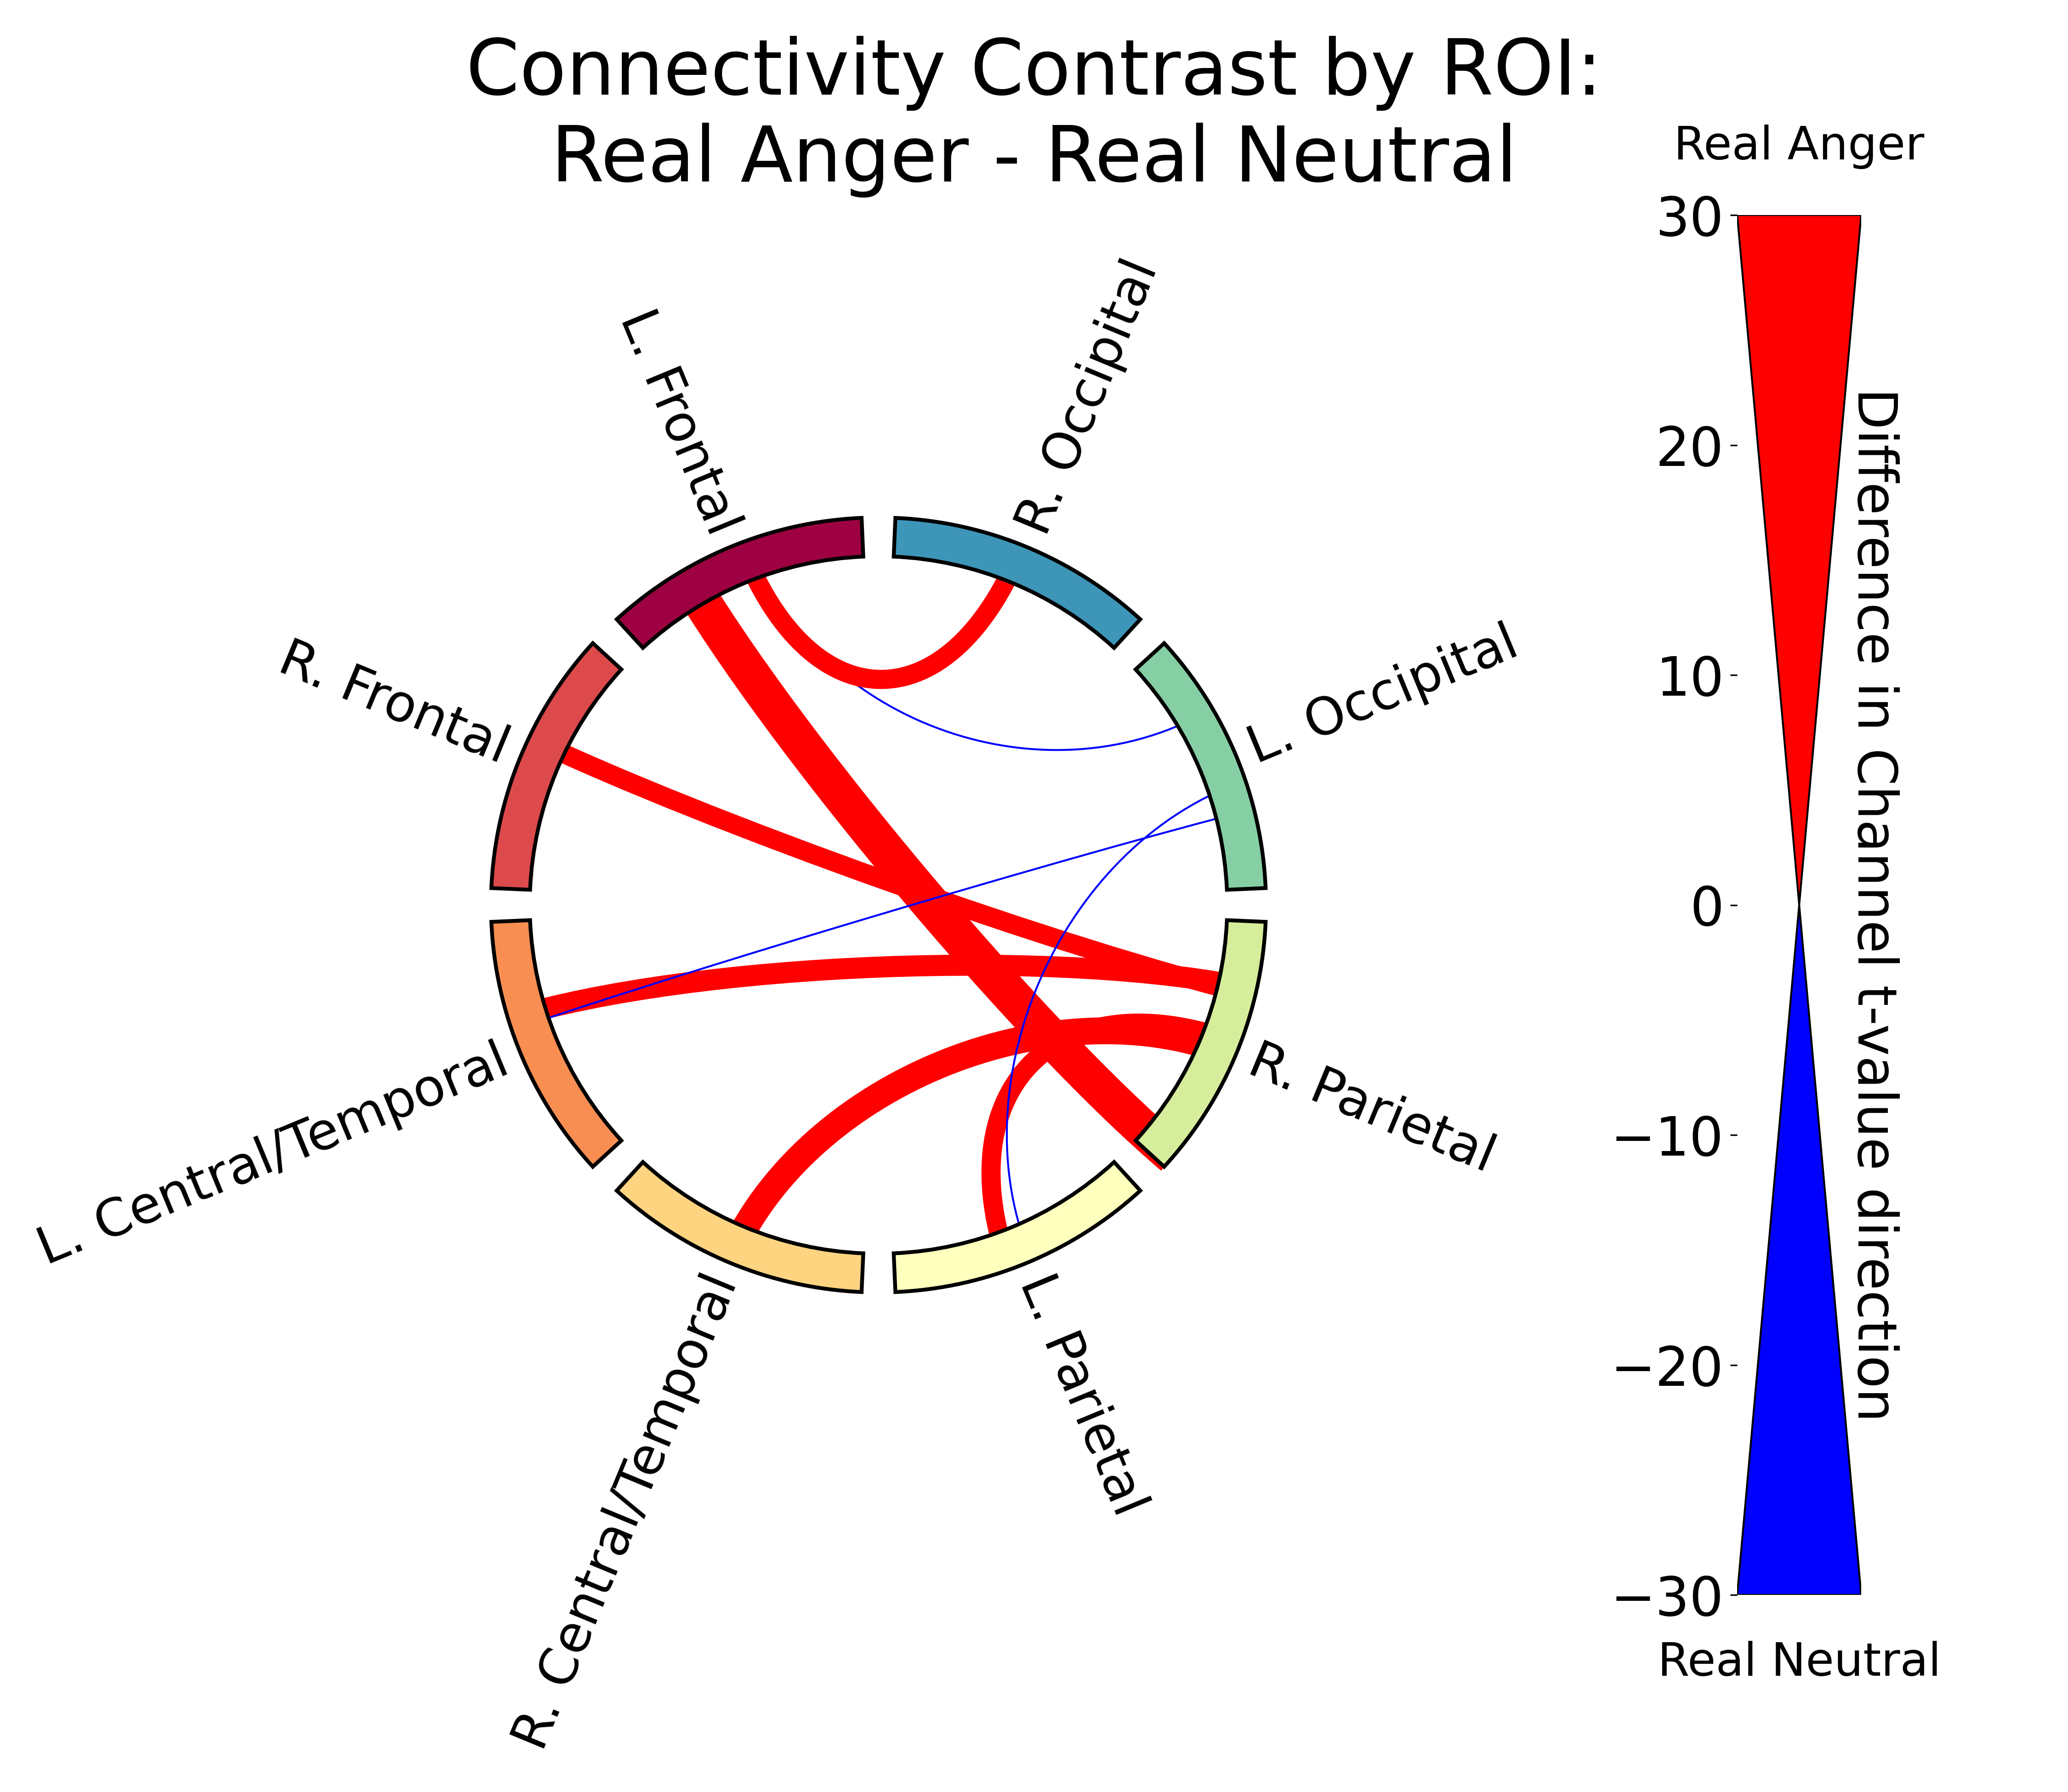 Connectivity Contrast by ROI:
Real Anger - Real Neutral
Real Anger
30
20
10
0
−10
−20
−30
Real Neutral
Difference in Channel t-value direction
L. Frontal
R. Occipital
R. Frontal
L. Occipital
L. Central/Temporal
R. Parietal
R. Central/Temporal
L. Parietal